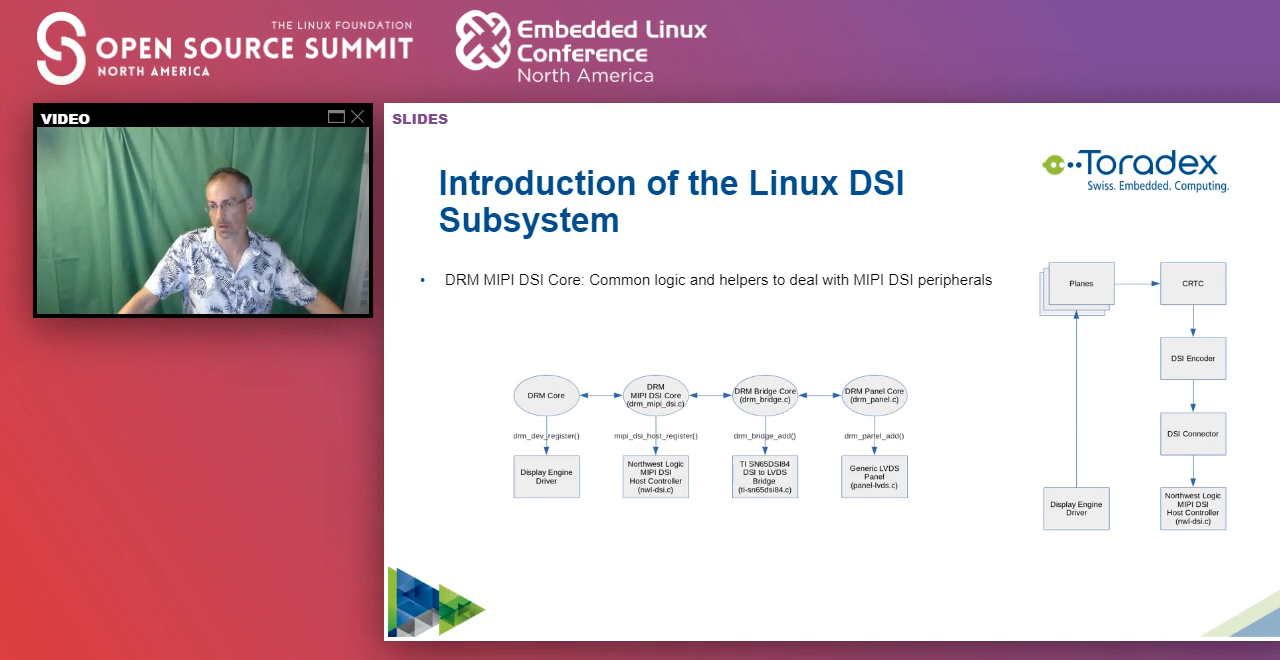 THE LINUX FOUNDATION
OPEN SOURCE SUMMIT
NORTH AMERICA
Embedded Linux
Conference
North America
VIDEO
SLIDES
Toradex
Swiss. Embedded. Computing.
Introduction of the Linux DSI
Subsystem
• DRM MIPI DSI Core: Common logic and helpers to deal with MIPI DSI peripherals
DRM Core
DRM
MIPI DSI Core
(drm_mipi_dsi.c)
DRM Bridge Core
(drm_bridge.c)
DRM Panel Core
(drm_panel.c)
drm_dev_register()
mipi_dsi_host_register()
drm_bridge_add()
drm_panel_add()
Display Engine
Driver
Northwest Logic
MIPI DSI
Host Controller
(nwl-dsi.c)
TI SN65DSI84
DSI to LVDS
Bridge
(ti-sn65dsi84.c)
Generic LVDS
Panel
(panel-lvds.c)
Planes
CRTC
DSI Encoder
DSI Connector
Display Engine
Driver
Northwest Logic
MIPI DSI
Host Controller
(nwl-dsi.c)